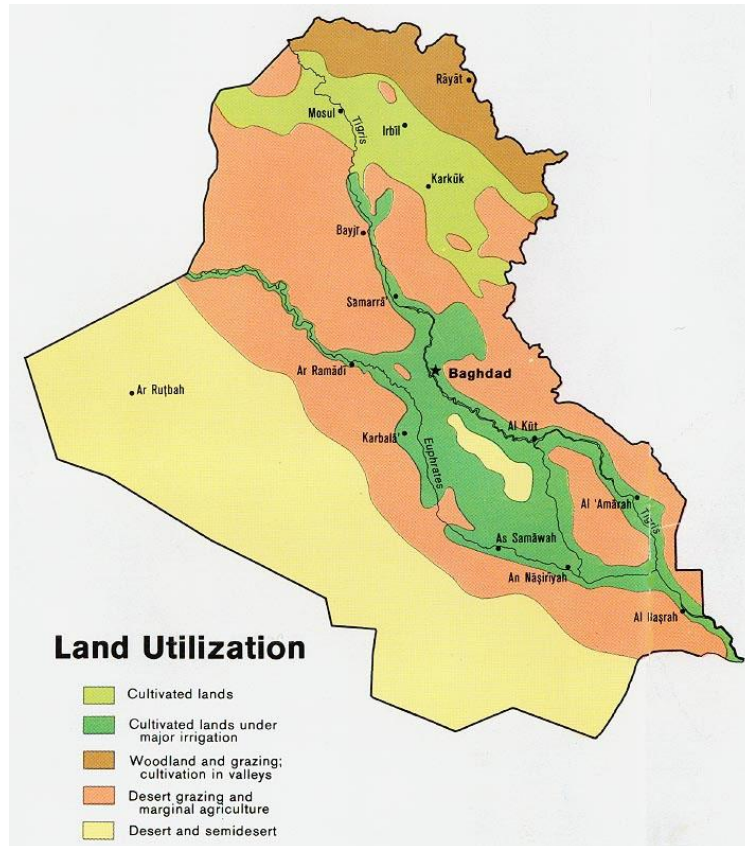 Rāyāt
Mosul
Tigris
Irbīl
Karkūk
Bayjī
Sāmarrā'
Ar Ramādī
Baghdad
Ar Ruṭbah
Al Kūt
Karbalā'
Euphrates
Al 'Amārah
Tigris
As Samāwah
An Nāşirīyah
Al Başrah
Land Utilization
Cultivated lands
Cultivated lands under
major irrigation
Woodland and grazing;
cultivation in valleys
Desert grazing and
marginal agriculture
Desert and semidesert